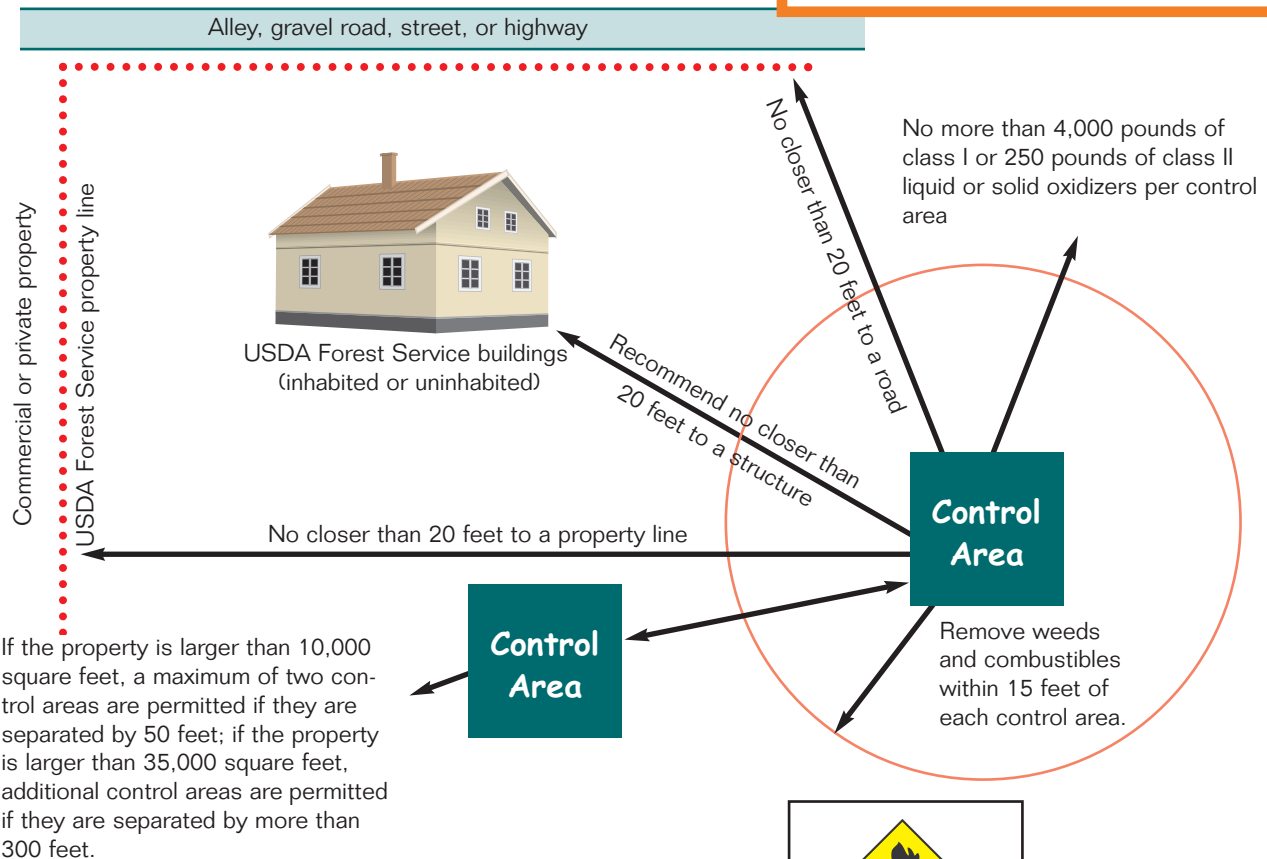 Alley, gravel road, street, or highway
No closer than 20 feet to a road
No more than 4,000 pounds of
class I or 250 pounds of class II
liquid or solid oxidizers per control
area
Commercial or private property
USDA Forest Service property line
USDA Forest Service buildings
(inhabited or uninhabited)
Recommend no closer than
20 feet to a structure
Control
Area
No closer than 20 feet to a property line
Control
Area
Remove weeds
and combustibles
within 15 feet of
each control area.
If the property is larger than 10,000
square feet, a maximum of two con-
trol areas are permitted if they are
separated by 50 feet; if the property
is larger than 35,000 square feet,
additional control areas are permitted
if they are separated by more than
300 feet.